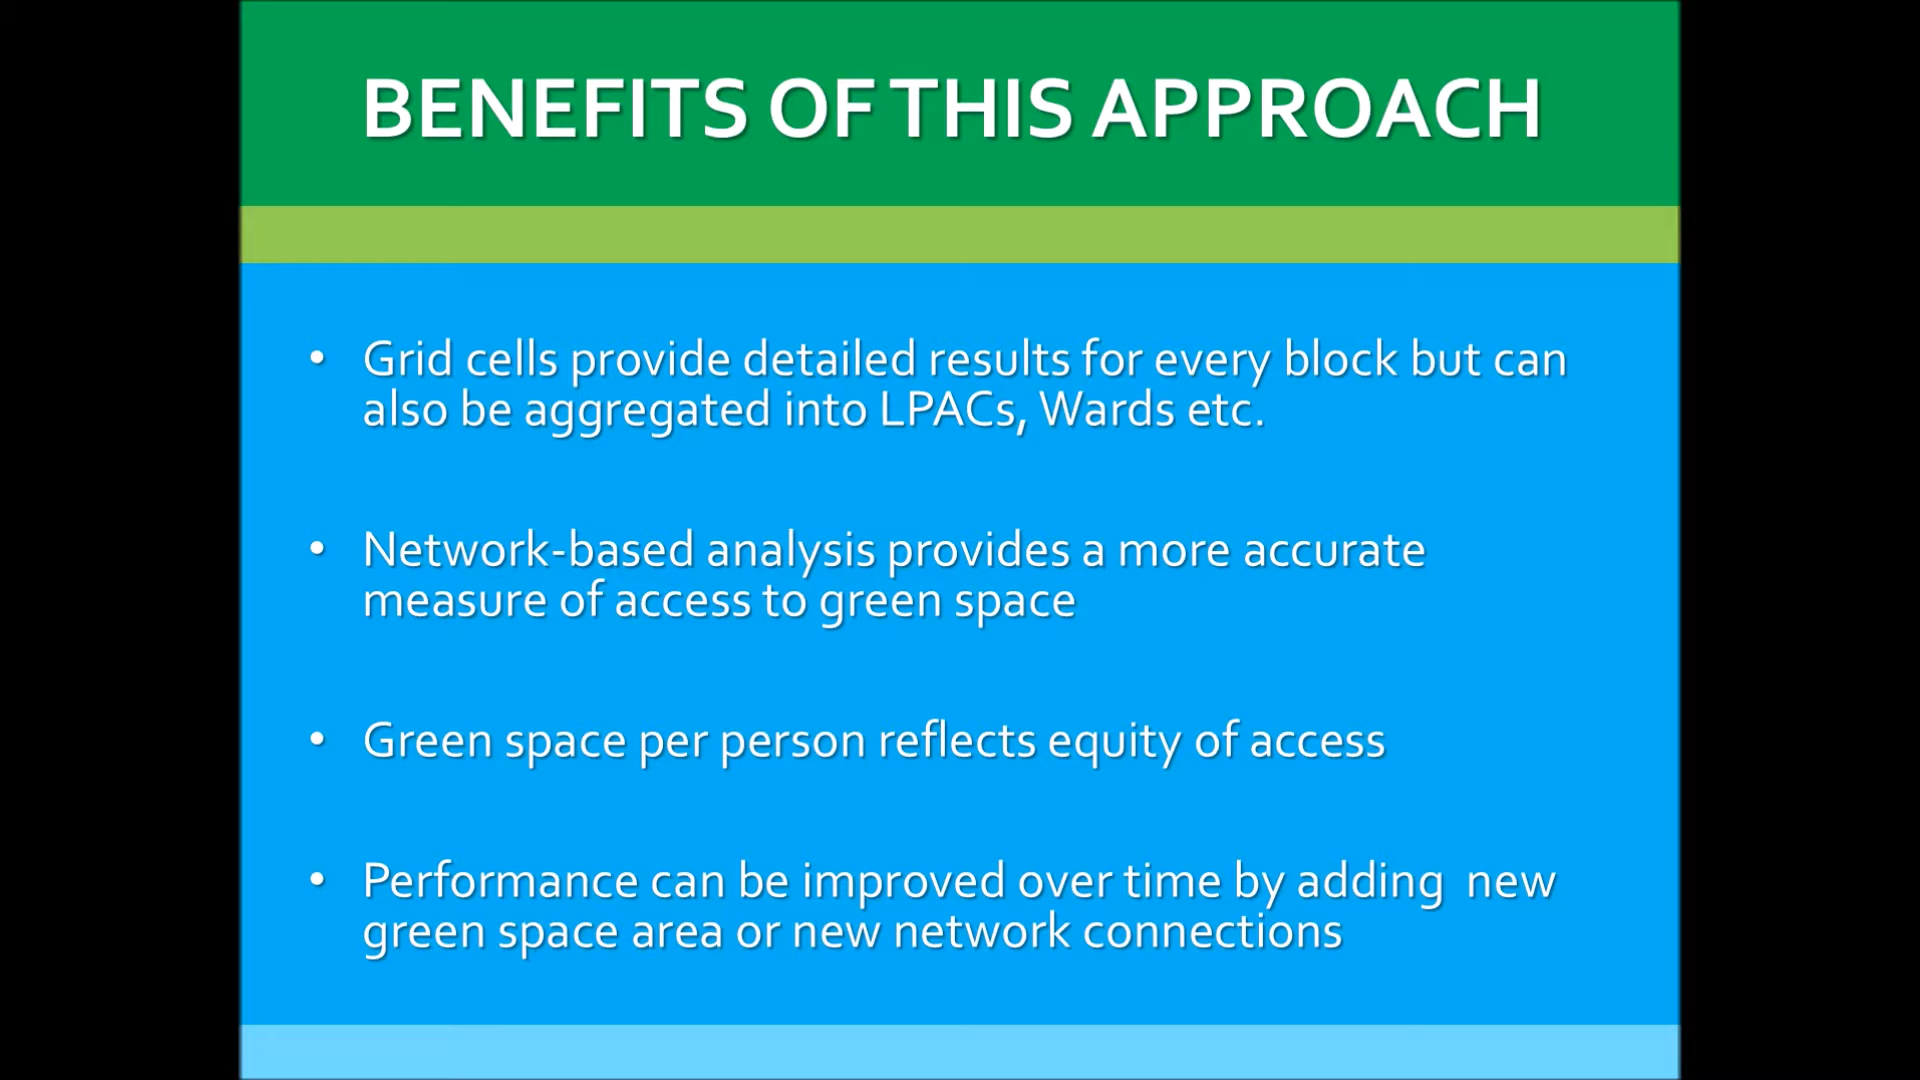 BENEFITS OF THIS APPROACH
• Grid cells provide detailed results for every block but can
also be aggregated into LPACs, Wards etc.
• Network-based analysis provides a more accurate
measure of access to green space
• Green space per person reflects equity of access
• Performance can be improved over time by adding  new
green space area or new network connections